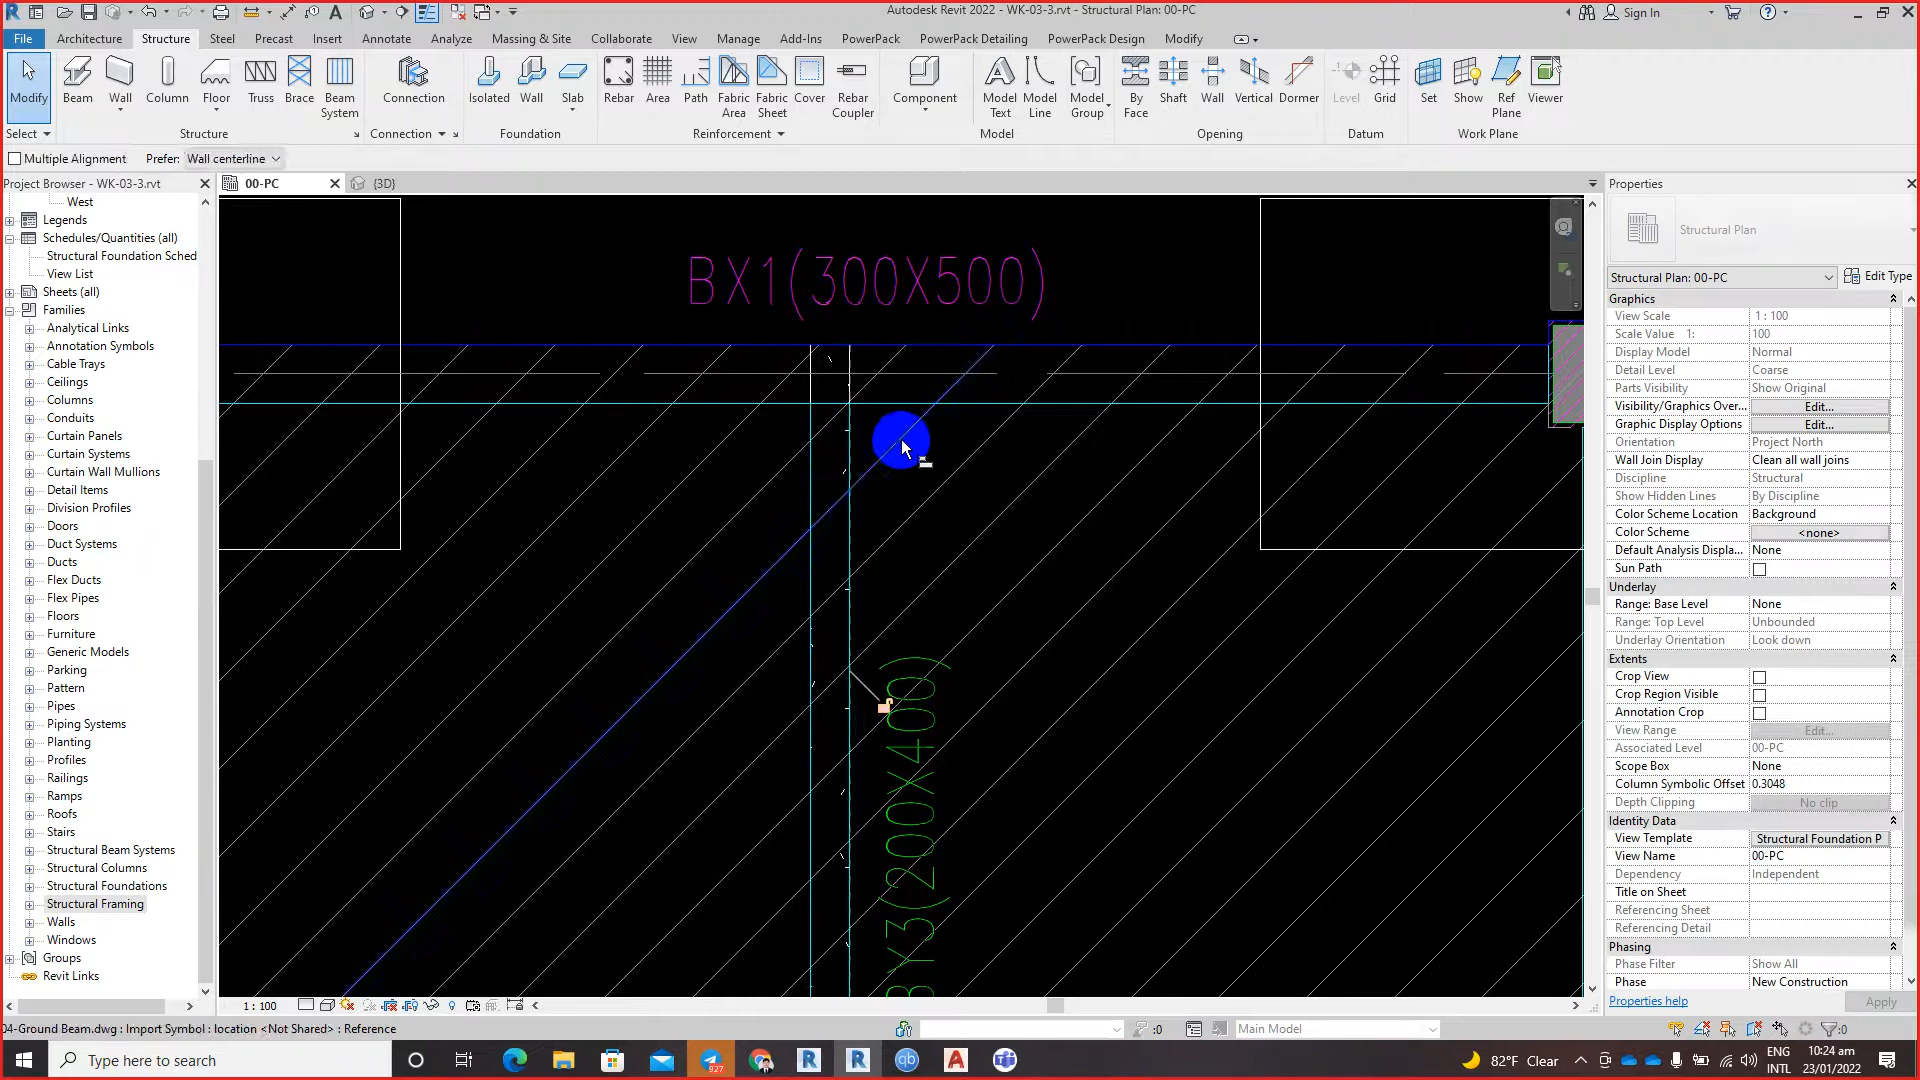 Autodesk Revit 2022 - WK-03-3.rvt - Structural Plan: 00-PC
Sign In
File Architecture Structure Steel Precast Insert Annotate Analyze Massing & Site Collaborate View Manage Add-Ins PowerPack PowerPack Detailing PowerPack Design Modify
Modify Beam Wall Column Floor Truss Brace Beam System Connection Isolated Wall Slab Rebar Area Path Fabric Area Fabric Sheet Cover Rebar Coupler Component Model Text Model Line Model Group By Face Shaft Wall Vertical Dormer Level Grid Set Show Ref Plane Viewer
Select Structure Connection Foundation Reinforcement Model Opening Datum Work Plane
Multiple Alignment Prefer: Wall centerline
Project Browser - WK-03-3.rvt
West
Legends
Schedules/Quantities (all)
Structural Foundation Sched
View List
Sheets (all)
Families
Analytical Links
Annotation Symbols
Cable Trays
Ceilings
Columns
Conduits
Curtain Panels
Curtain Systems
Curtain Wall Mullions
Detail Items
Division Profiles
Doors
Duct Systems
Ducts
Flex Ducts
Flex Pipes
Floors
Furniture
Generic Models
Parking
Pattern
Pipes
Piping Systems
Planting
Profiles
Railings
Ramps
Roofs
Stairs
Structural Beam Systems
Structural Columns
Structural Foundations
Structural Framing
Walls
Windows
Groups
Revit Links
00-PC
{3D}
BX1(300X500)
BY3(200X400)
1 : 100
Properties
Structural Plan
Structural Plan: 00-PC Edit Type
Graphics
View Scale 1 : 100
Scale Value 1: 100
Display Model Normal
Detail Level Coarse
Parts Visibility Show Original
Visibility/Graphics Over... Edit...
Graphic Display Options Edit...
Orientation Project North
Wall Join Display Clean all wall joins
Discipline Structural
Show Hidden Lines By Discipline
Color Scheme Location Background
Color Scheme <none>
Default Analysis Displa... None
Sun Path
Underlay
Range: Base Level None
Range: Top Level Unbounded
Underlay Orientation Look down
Extents
Crop View
Crop Region Visible
Annotation Crop
View Range Edit...
Associated Level 00-PC
Scope Box None
Column Symbolic Offset 0.3048
Depth Clipping No clip
Identity Data
View Template Structural Foundation P
View Name 00-PC
Dependency Independent
Title on Sheet
Referencing Sheet
Referencing Detail
Phasing
Phase Filter Show All
Phase New Construction
Properties help Apply
04-Ground Beam.dwg : Import Symbol : location <Not Shared> : Reference
:0 Main Model :0
Type here to search
927
82°F Clear
ENG
INTL
10:24 am
23/01/2022